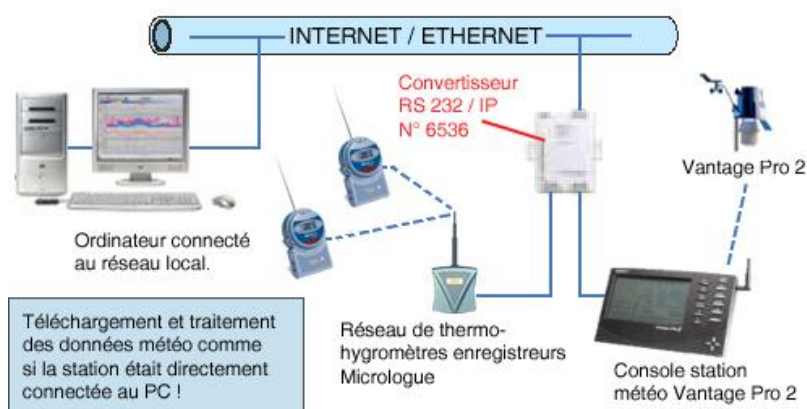 INTERNET / ETHERNET
Convertisseur
RS 232 / IP
N° 6536
Vantage Pro 2
Ordinateur connecté
au réseau local.
Téléchargement et traitement
des données météo comme
si la station était directement
connectée au PC !
Réseau de thermo-
hygromètres enregistreurs
Micrologue
Console station
météo Vantage Pro 2